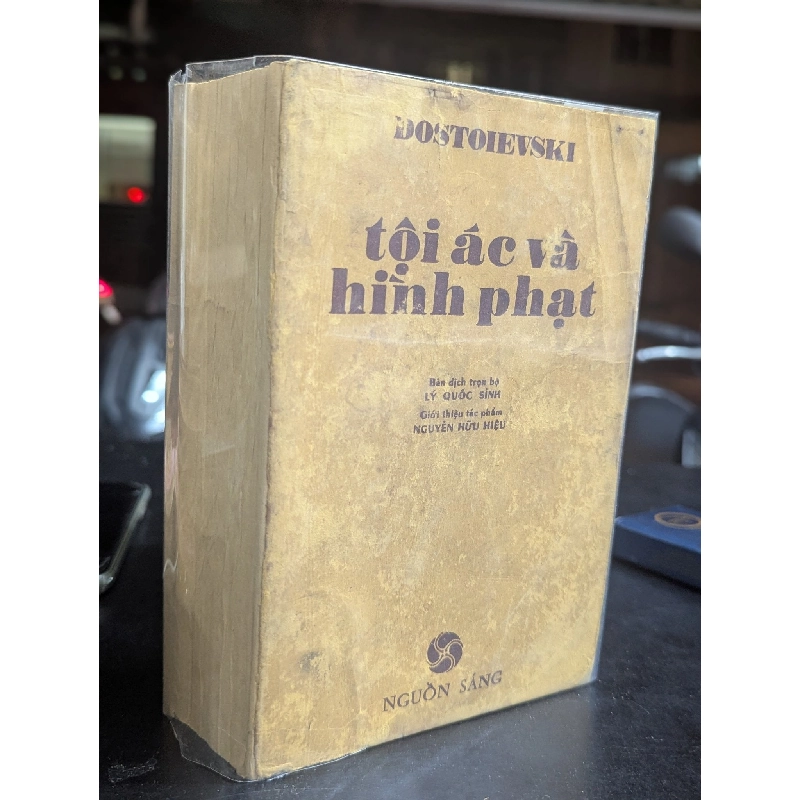 DOSTOIEVSKI
tội ác và
hình phạt
Bản dịch trọn bộ
LÝ QUỐC SỈNH
Giới thiệu tác phẩm
NGUYỄN HỮU HIỆU
NGUỒN SÁNG